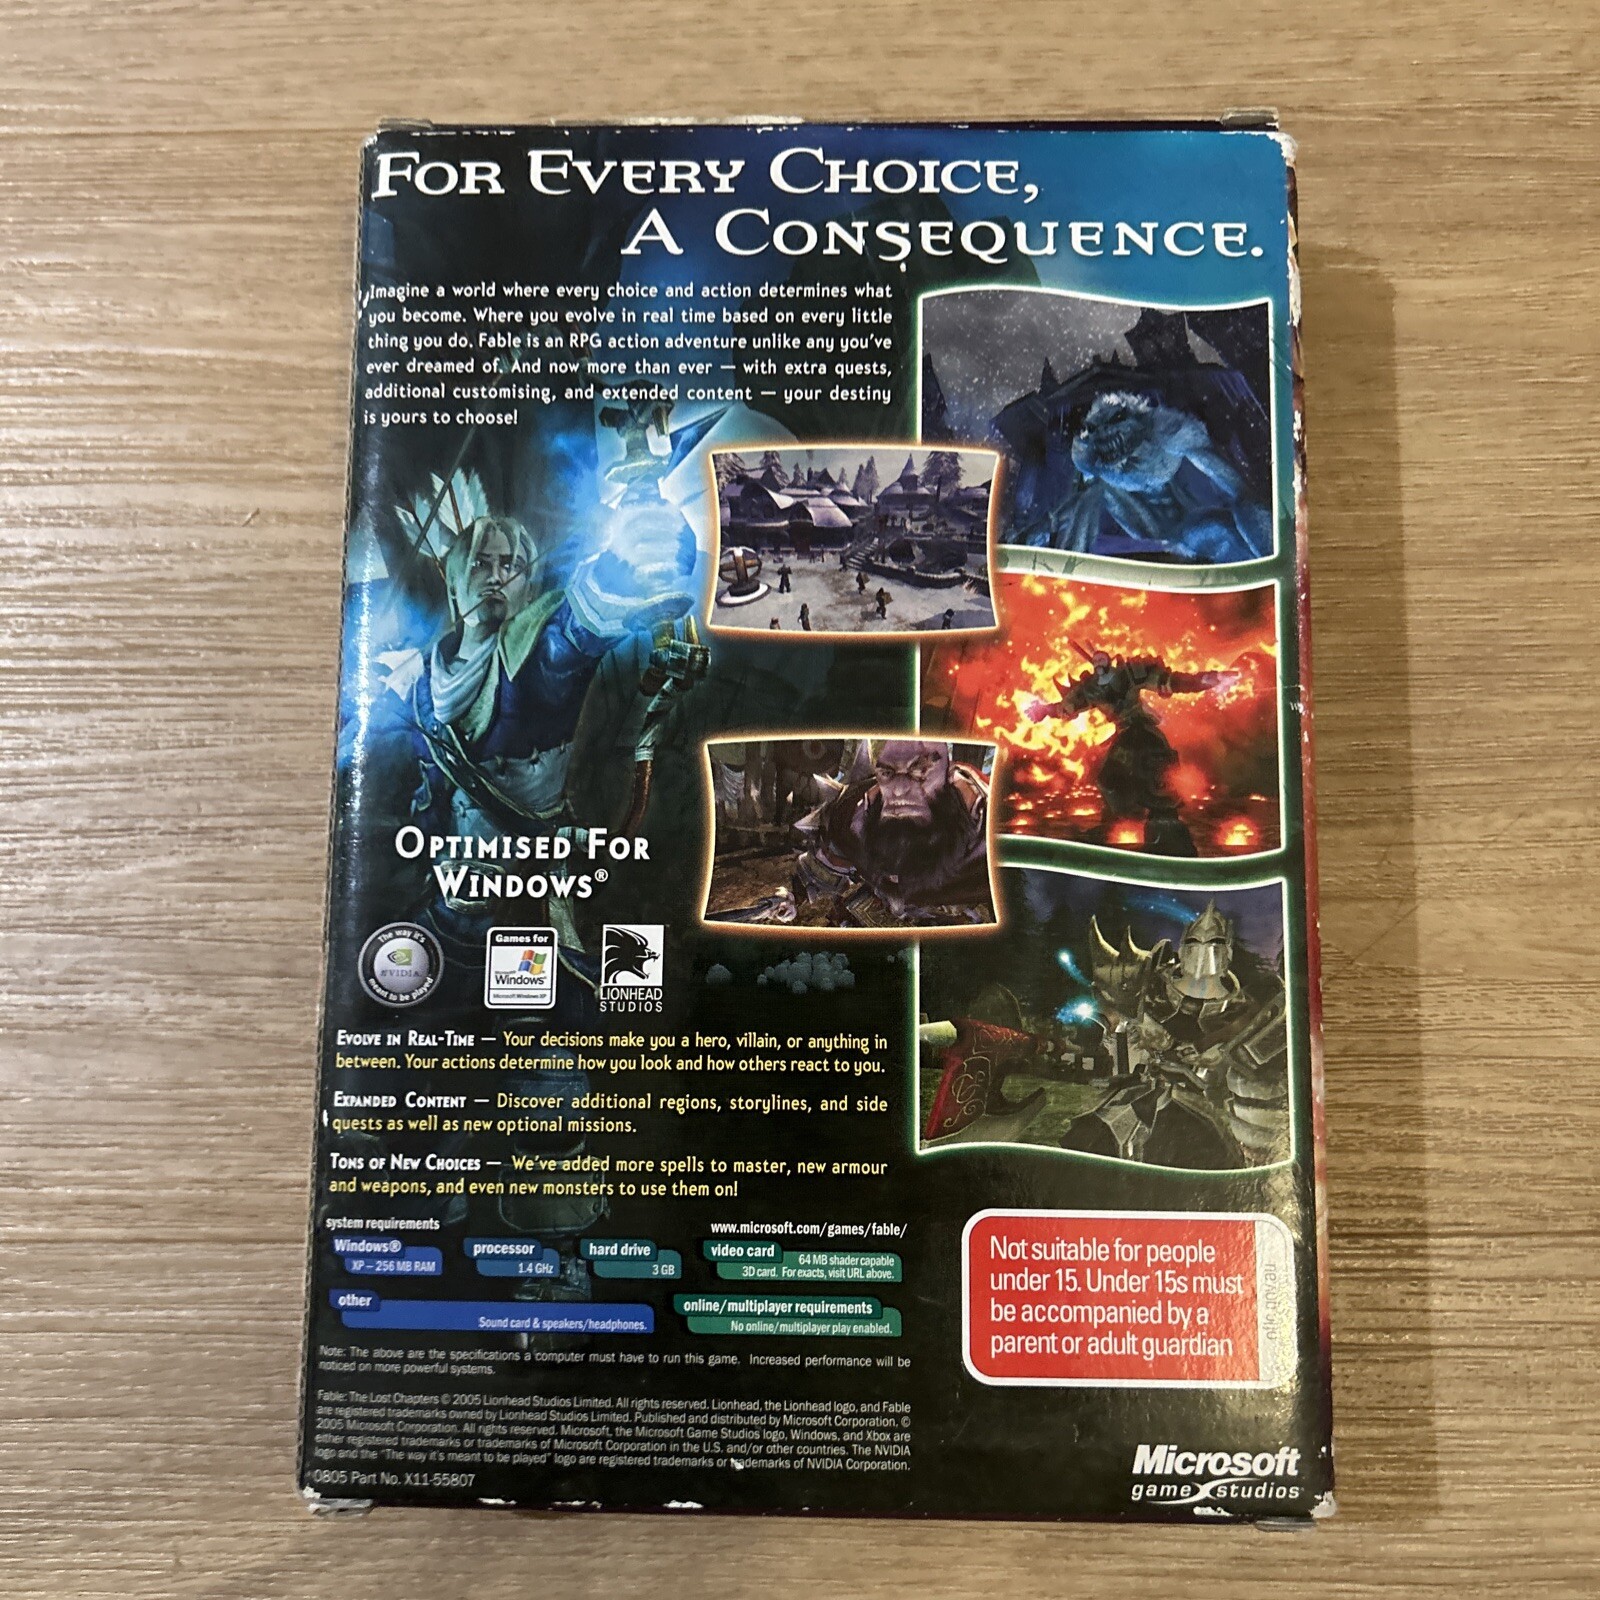 For Every Choice,
A Consequence.
Imagine a world where every choice and action determines what
you become. Where you evolve in real time based on every little
thing you do. Fable is an RPG action adventure unlike any you've
ever dreamed of. And now more than ever — with extra quests,
additional customising, and extended content — your destiny
is yours to choose!
Optimised For
Windows®
The way it's
NVIDIA
meant to be played
Games for
Microsoft
Windows
Microsoft Windows XP
LIONHEAD
STUDIOS
Evolve in Real-Time — Your decisions make you a hero, villain, or anything in
between. Your actions determine how you look and how others react to you.
Expanded Content — Discover additional regions, storylines, and side
quests as well as new optional missions.
Tons of New Choices — We've added more spells to master, new armour
and weapons, and even new monsters to use them on!
system requirements
www.microsoft.com/games/fable/
Windows®
XP – 256 MB RAM
processor
1.4 GHz
hard drive
3 GB
video card
64 MB shader capable
3D card. For exacts, visit URL above.
other
Sound card & speakers/headphones.
online/multiplayer requirements
No online/multiplayer play enabled.
Note: The above are the specifications a computer must have to run this game. Increased performance will be
noticed on more powerful systems.
Fable: The Lost Chapters © 2005 Lionhead Studios Limited. All rights reserved. Lionhead, the Lionhead logo, and Fable
are registered trademarks owned by Lionhead Studios Limited. Published and distributed by Microsoft Corporation, ©
2005 Microsoft Corporation. All rights reserved. Microsoft, the Microsoft Game Studios logo, Windows, and Xbox are
either registered trademarks or trademarks of Microsoft Corporation in the U.S. and/or other countries. The NVIDIA
logo and the "The way it's meant to be played" logo are registered trademarks or trademarks of NVIDIA Corporation.
0805 Part No. X11-55807
Not suitable for people
under 15. Under 15s must
be accompanied by a
parent or adult guardian
oflc.gov.au
Microsoft
game studios